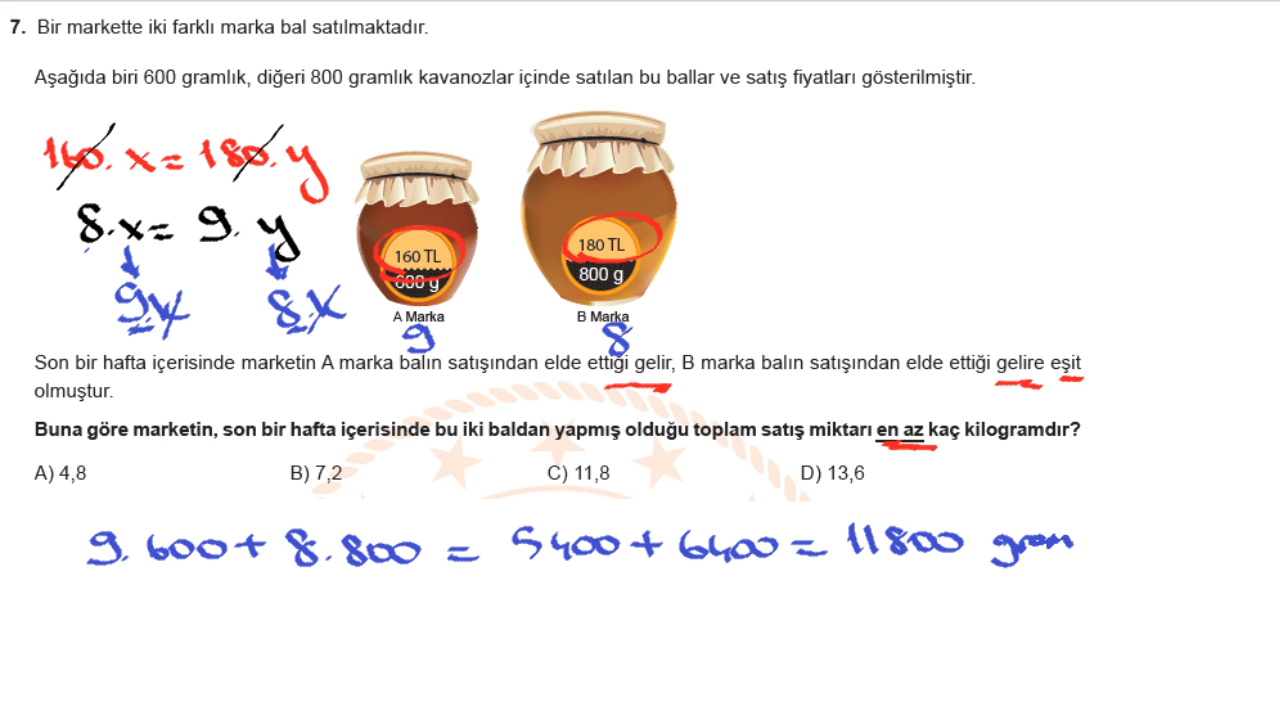 7. Bir markette iki farklı marka bal satılmaktadır.
Aşağıda biri 600 gramlık, diğeri 800 gramlık kavanozlar içinde satılan bu ballar ve satış fiyatları gösterilmiştir.
160. x = 180. y
8. x = 9. y
9k 8k
160 TL
600 g
A Marka
9
180 TL
800 g
B Marka
8
Son bir hafta içerisinde marketin A marka balın satışından elde ettiği gelir, B marka balın satışından elde ettiği gelire eşit
olmuştur.
Buna göre marketin, son bir hafta içerisinde bu iki baldan yapmış olduğu toplam satış miktarı en az kaç kilogramdır?
A) 4,8 B) 7,2 C) 11,8 D) 13,6
9. 600 + 8. 800 = 5400 + 6400 = 11800 gram